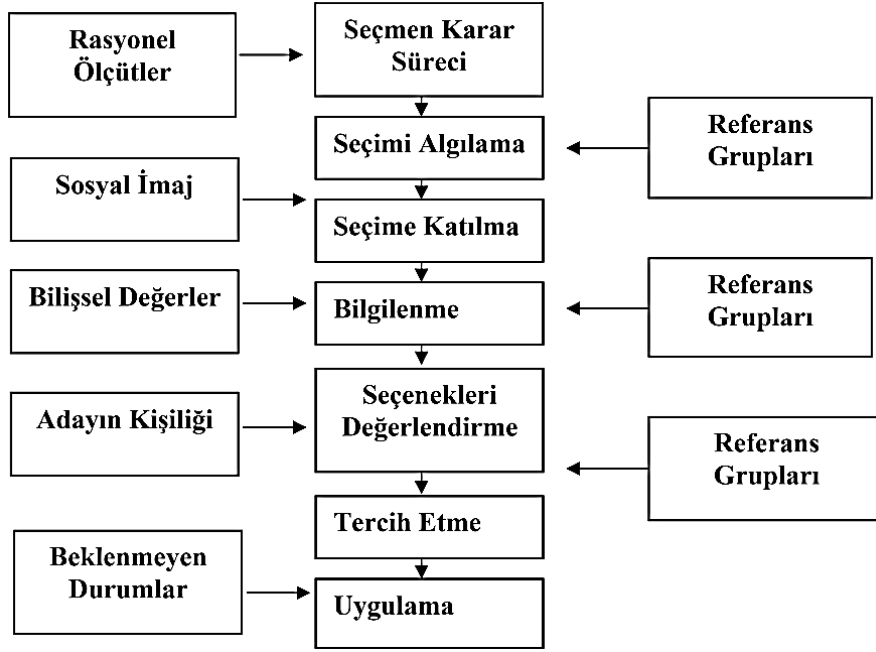 Rasyonel
Ölçütler
Seçmen Karar
Süreci
Seçimi Algılama
Referans
Grupları
Sosyal İmaj
Seçime Katılma
Bilişsel Değerler
Bilgilenme
Referans
Grupları
Adayın Kişiliği
Seçenekleri
Değerlendirme
Referans
Grupları
Tercih Etme
Beklenmeyen
Durumlar
Uygulama